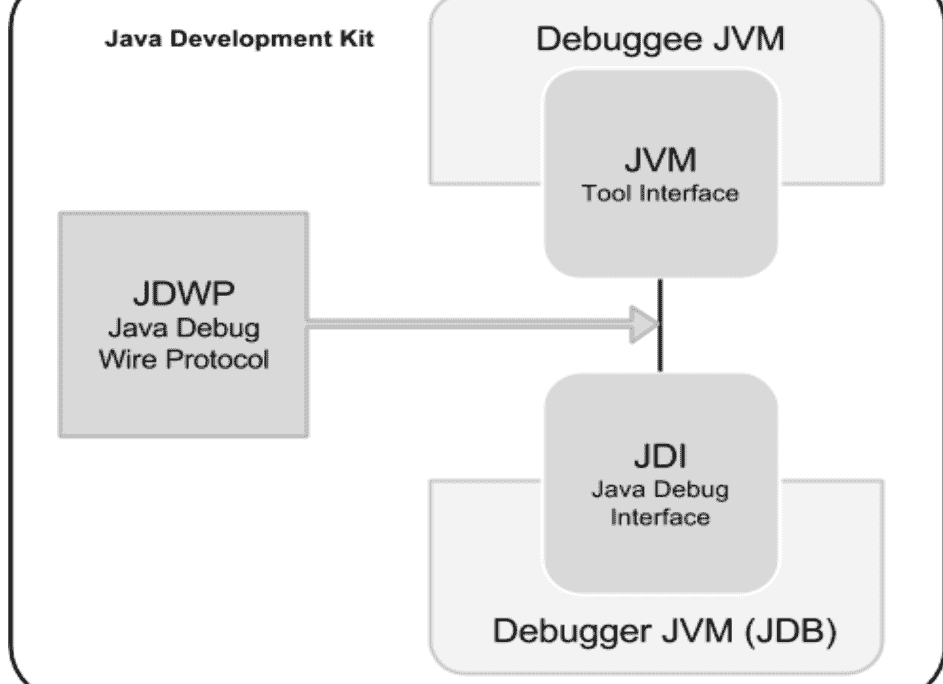 Java Development Kit
Debuggee JVM
JVM
Tool Interface
JDWP
Java Debug
Wire Protocol
JDI
Java Debug
Interface
Debugger JVM (JDB)